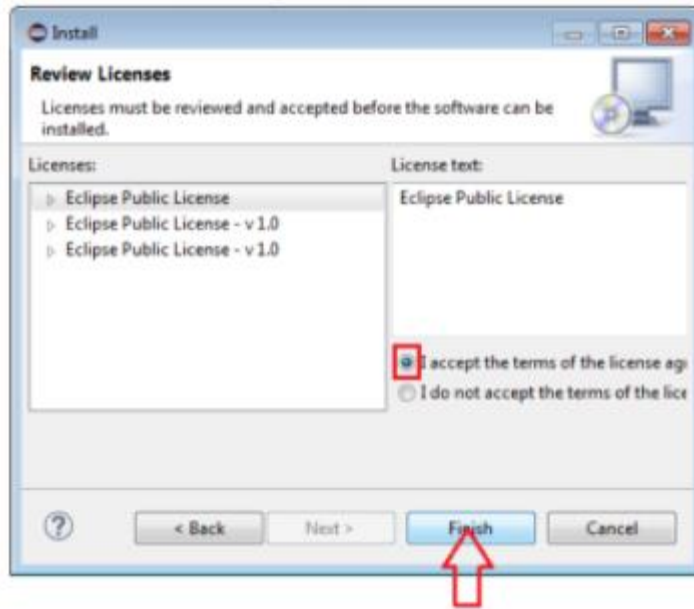 Install
Review Licenses
Licenses must be reviewed and accepted before the software can be
installed.
Licenses:
Eclipse Public License
Eclipse Public License - v 1.0
Eclipse Public License - v 1.0
License text:
Eclipse Public License
I accept the terms of the license ag
I do not accept the terms of the lice
?
< Back
Next >
Finish
Cancel